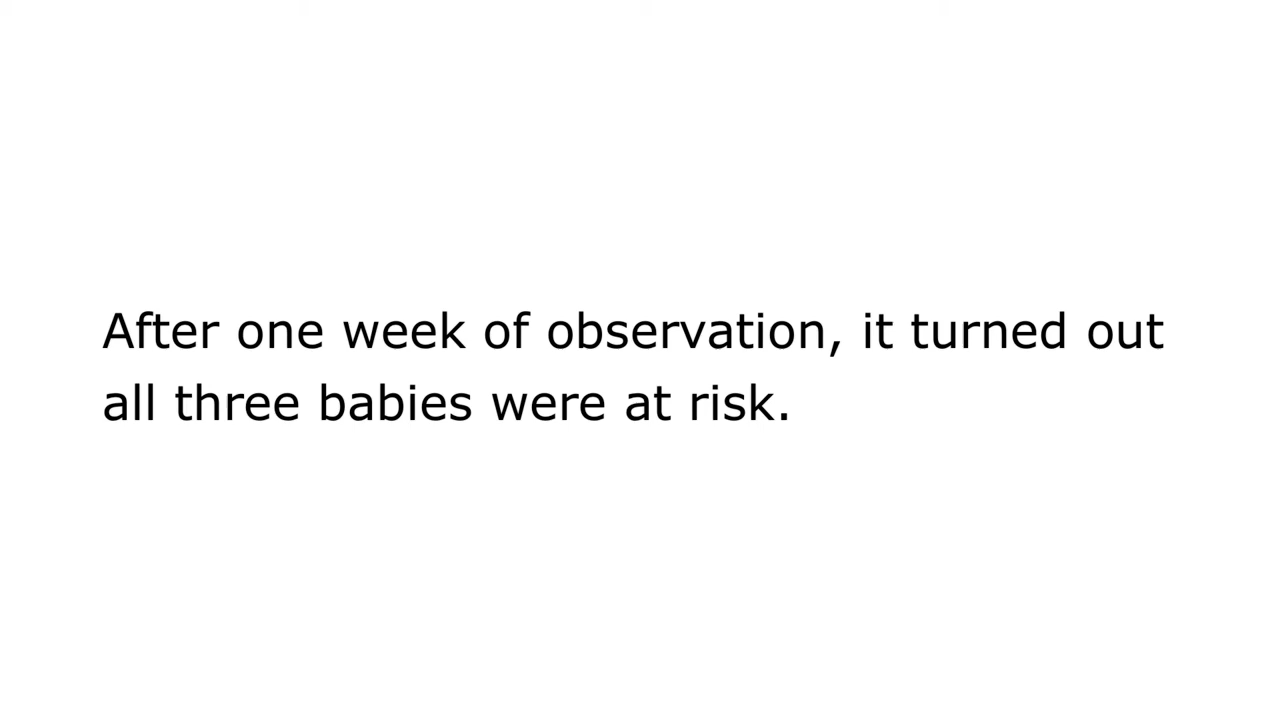 After one week of observation, it turned out
all three babies were at risk.